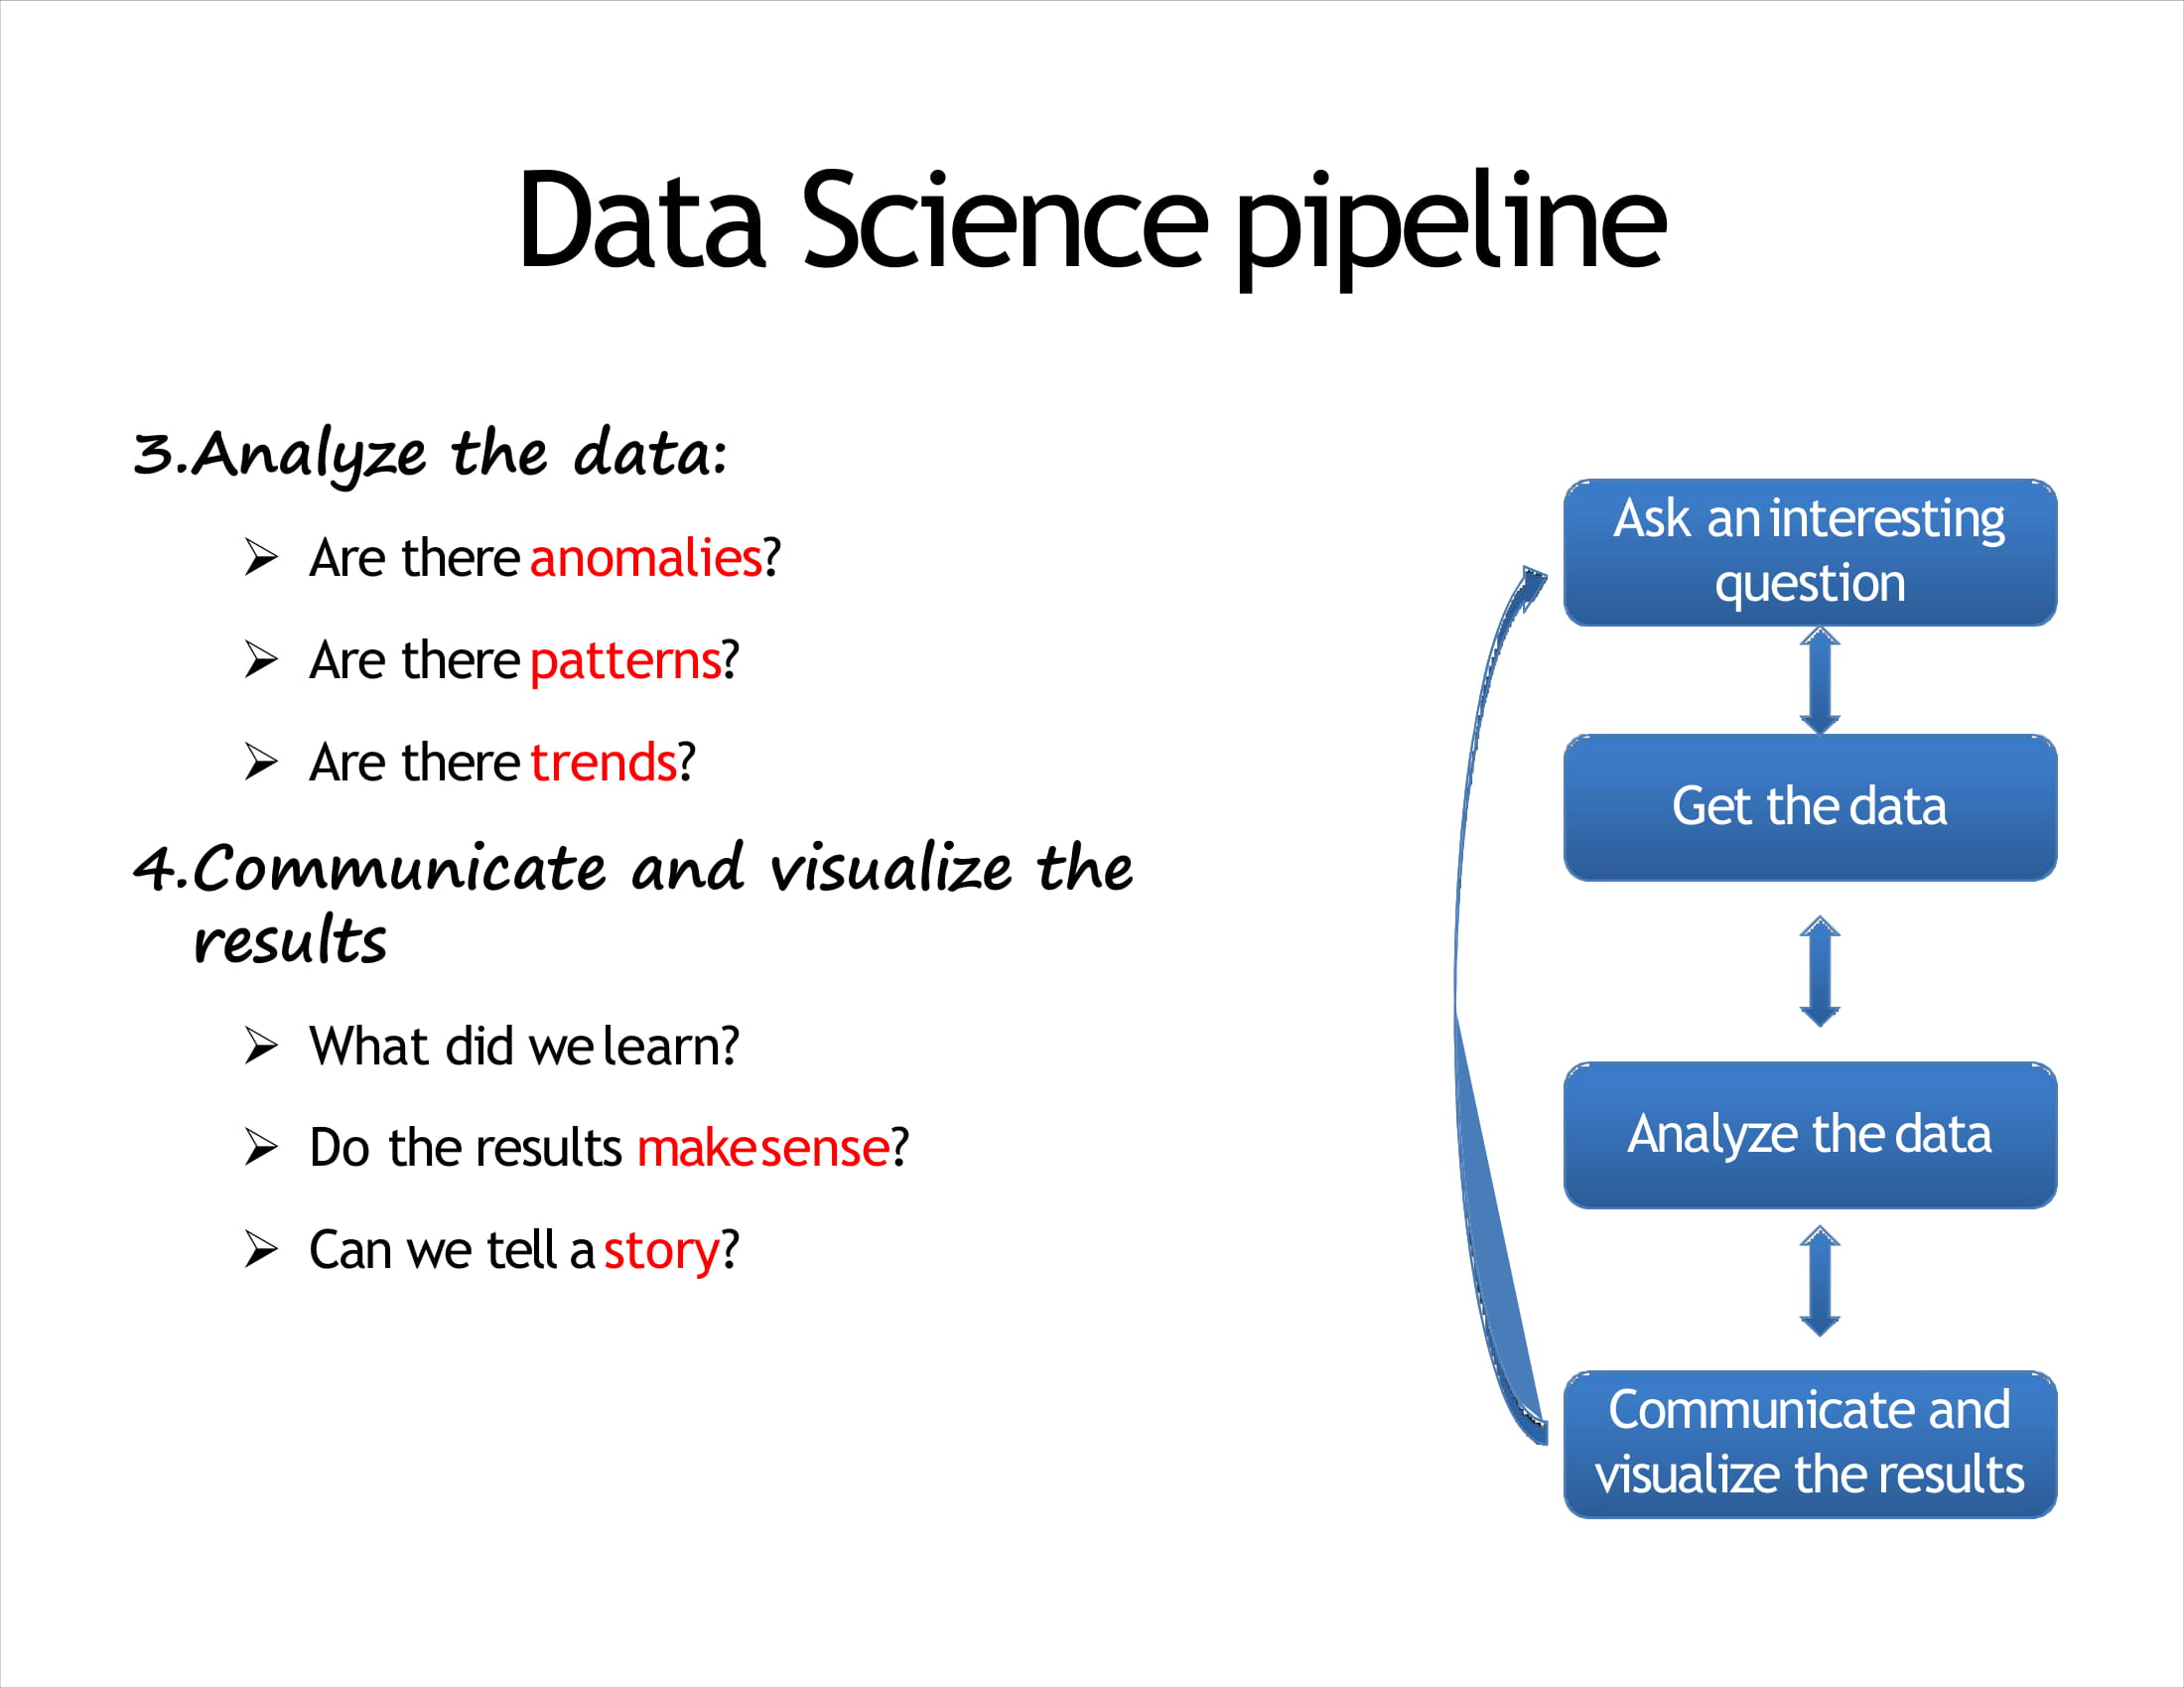 Data Science pipeline
3.Analyze the data:
➢ Are there anomalies?
➢ Are there patterns?
➢ Are there trends?
4.Communicate and visualize the
results
➢ What did we learn?
➢ Do the results makesense?
➢ Can we tell a story?
Ask an interesting
question
Get the data
Analyze the data
Communicate and
visualize the results